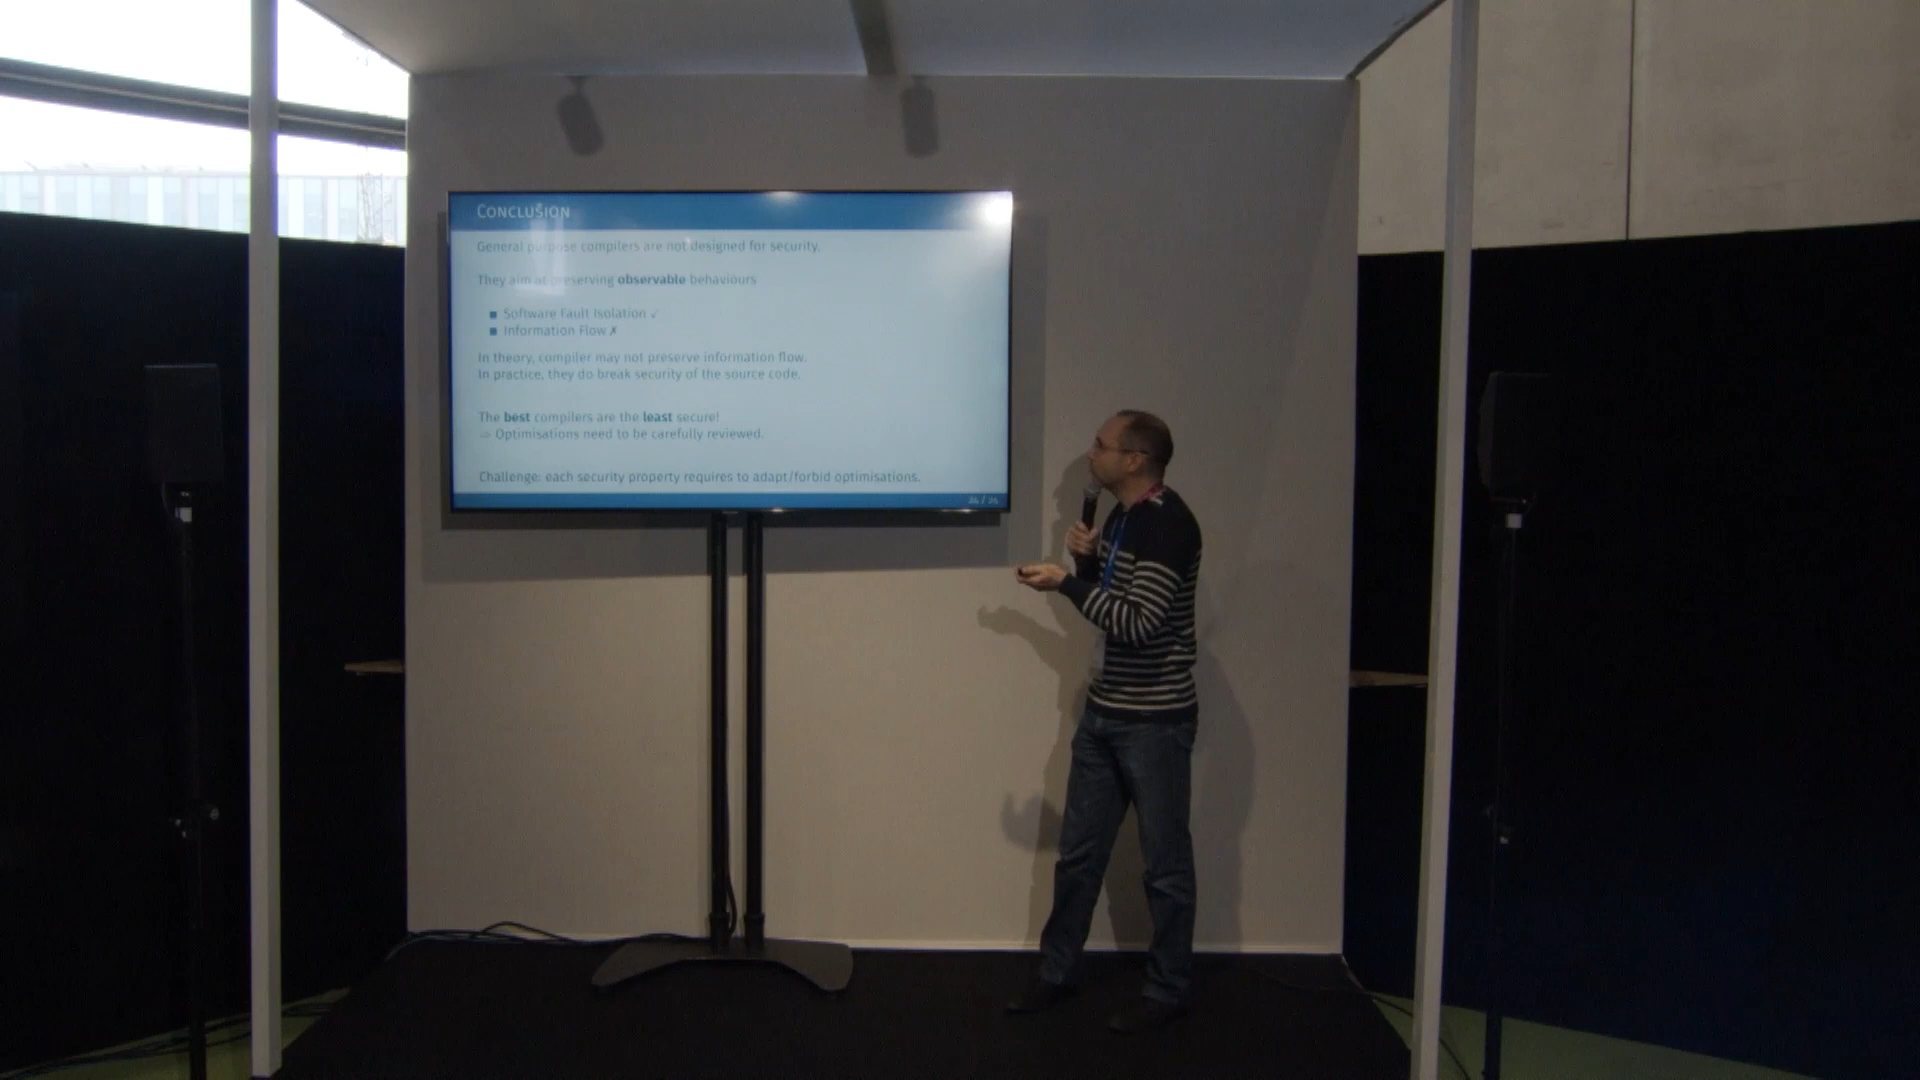 CONCLUSION
General purpose compilers are not designed for security.
They aim at preserving observable behaviours
■ Software Fault Isolation ✓
■ Information Flow ✗
In theory, compiler may not preserve information flow.
In practice, they do break security of the source code.
The best compilers are the least secure!
⇒ Optimisations need to be carefully reviewed.
Challenge: each security property requires to adapt/forbid optimisations.
24 / 24